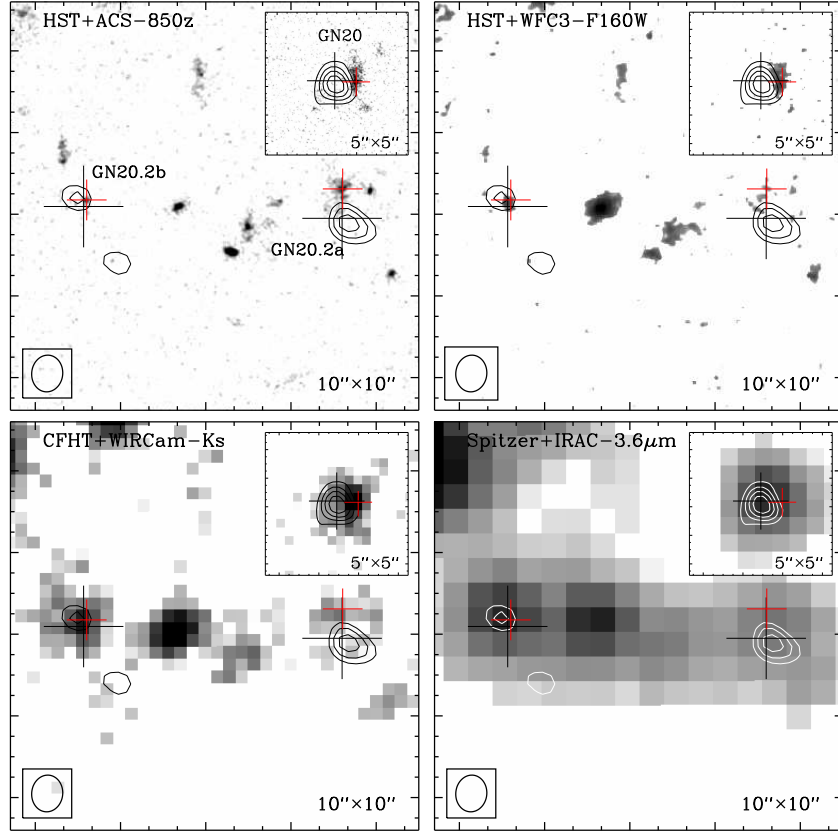 HST+ACS−850z
GN20
5″×5″
GN20.2b
GN20.2a
10″×10″
HST+WFC3−F160W
5″×5″
10″×10″
CFHT+WIRCam−Ks
5″×5″
10″×10″
Spitzer+IRAC−3.6μm
5″×5″
10″×10″